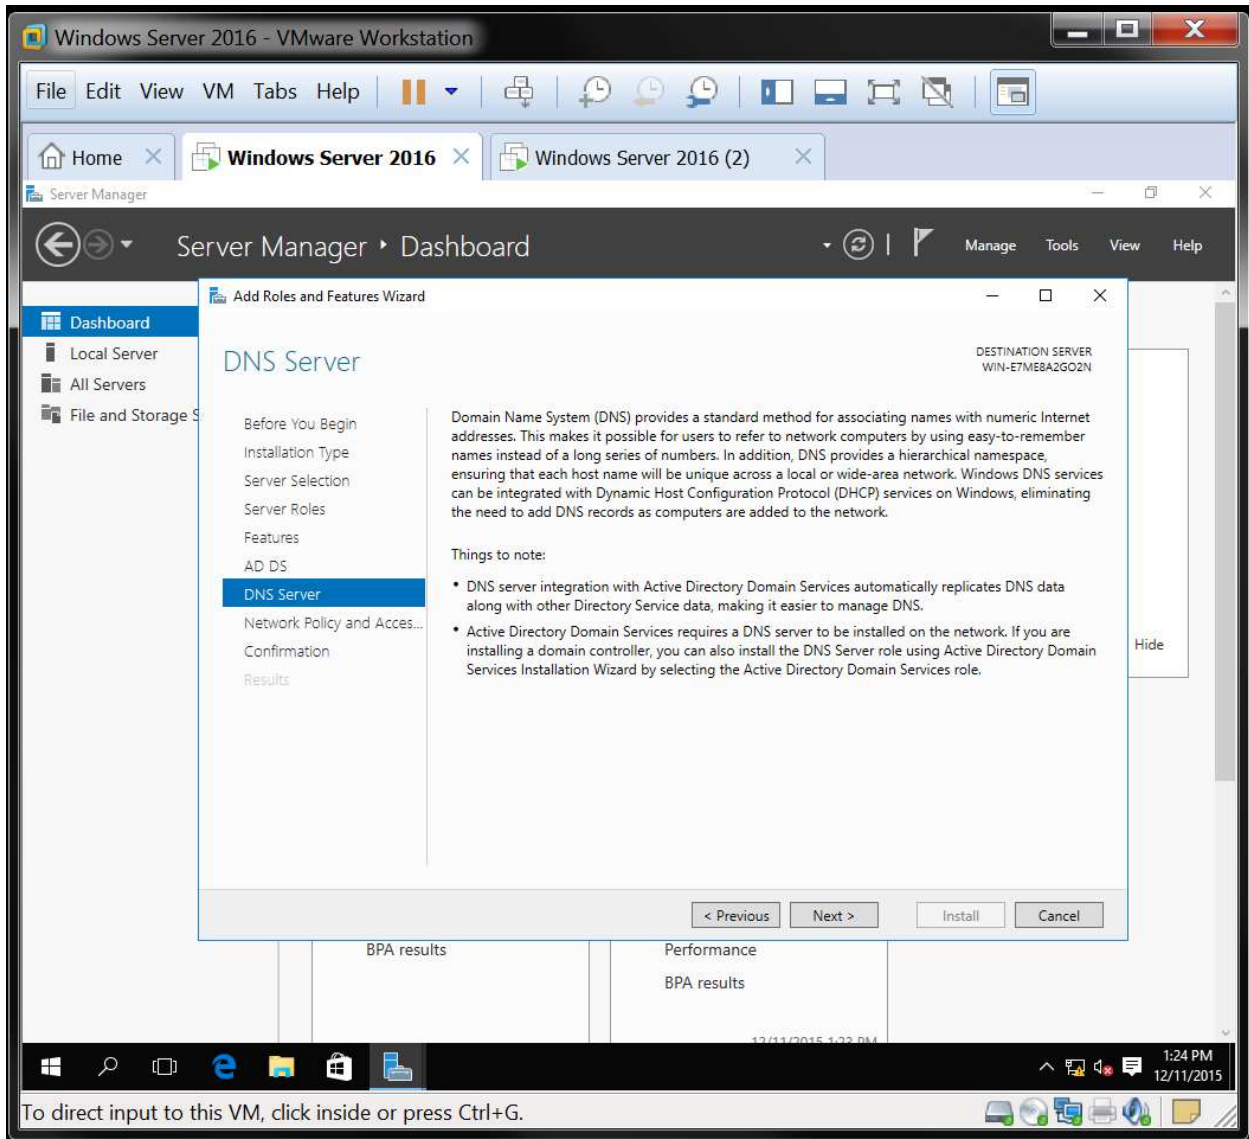 Windows Server 2016 - VMware Workstation
File Edit View VM Tabs Help
Home
Windows Server 2016
Windows Server 2016 (2)
Server Manager
Server Manager • Dashboard
Manage Tools View Help
Dashboard
Local Server
All Servers
File and Storage S
Add Roles and Features Wizard
DNS Server
DESTINATION SERVER
WIN-E7ME8A2GO2N
Before You Begin
Installation Type
Server Selection
Server Roles
Features
AD DS
DNS Server
Network Policy and Acces...
Confirmation
Results
Domain Name System (DNS) provides a standard method for associating names with numeric Internet
addresses. This makes it possible for users to refer to network computers by using easy-to-remember
names instead of a long series of numbers. In addition, DNS provides a hierarchical namespace,
ensuring that each host name will be unique across a local or wide-area network. Windows DNS services
can be integrated with Dynamic Host Configuration Protocol (DHCP) services on Windows, eliminating
the need to add DNS records as computers are added to the network.
Things to note:
• DNS server integration with Active Directory Domain Services automatically replicates DNS data
along with other Directory Service data, making it easier to manage DNS.
• Active Directory Domain Services requires a DNS server to be installed on the network. If you are
installing a domain controller, you can also install the DNS Server role using Active Directory Domain
Services Installation Wizard by selecting the Active Directory Domain Services role.
Hide
< Previous Next > Install Cancel
BPA results
Performance
BPA results
12/11/2015 1:23 PM
1:24 PM
12/11/2015
To direct input to this VM, click inside or press Ctrl+G.